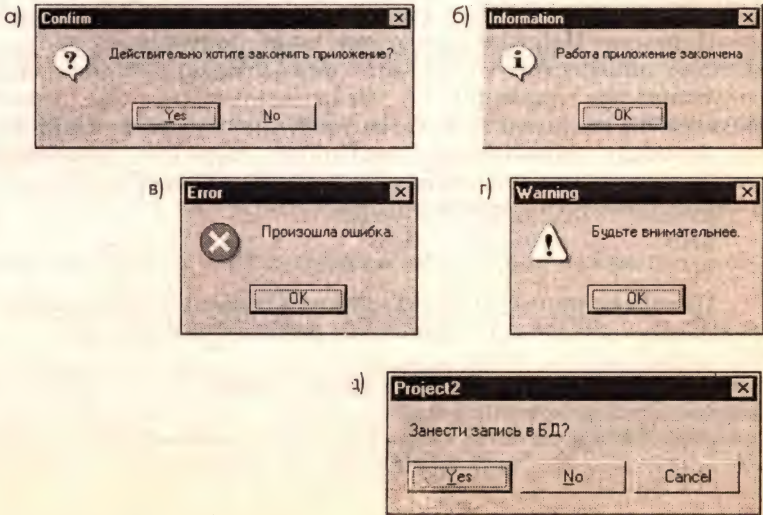 а) Confirm
Действительно хотите закончить приложение?
Yes No
б) Information
Работа приложение закончена
OK
в) Error
Произошла ошибка.
OK
г) Warning
Будьте внимательнее.
OK
д) Project2
Занести запись в БД?
Yes No Cancel